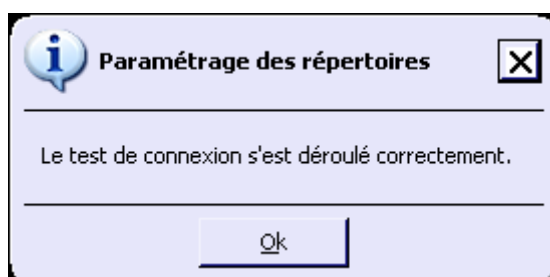 Paramétrage des répertoires
Le test de connexion s'est déroulé correctement.
Ok